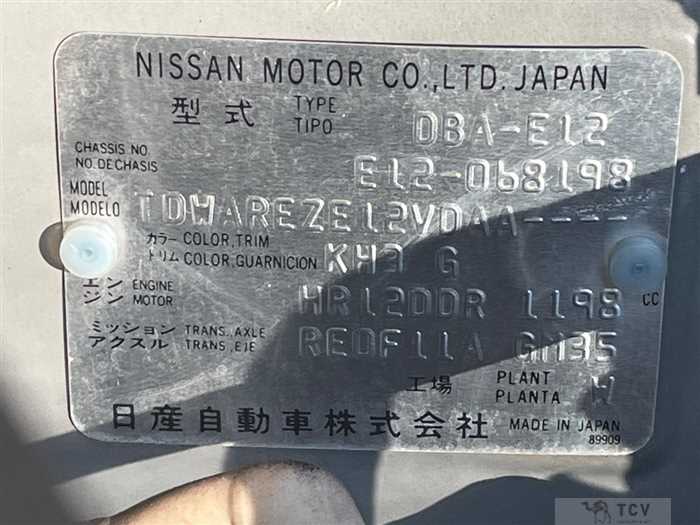 NISSAN MOTOR CO.,LTD. JAPAN
型式 TYPE TIPO DBA-E12
CHASSIS NO. NO.DECHASIS E12-068198
MODEL MODELO TDWAREZE12VDAA----
カラー COLOR,TRIM
トリム COLOR,GUARNICION KH3 G
エン ENGINE
ジン MOTOR HR12DDR 1198 CC
ミッション TRANS.,AXLE
アクスル TRANS.,EJE RE0F11A GM35
工場 PLANT PLANTA W
日産自動車株式会社 MADE IN JAPAN
89909
TCV